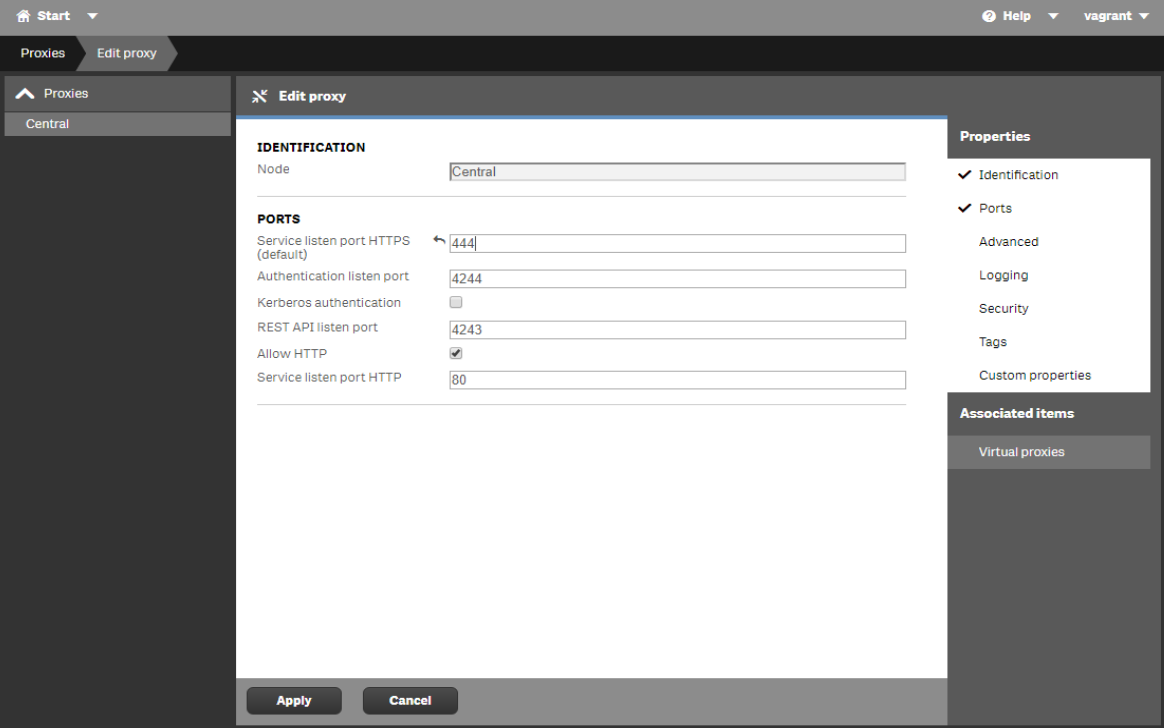 Start
Help
vagrant
Proxies
Edit proxy
Proxies
Central
Edit proxy
IDENTIFICATION
Node
Central
PORTS
Service listen port HTTPS
(default)
444
Authentication listen port
4244
Kerberos authentication
REST API listen port
4243
Allow HTTP
Service listen port HTTP
80
Apply
Cancel
Properties
Identification
Ports
Advanced
Logging
Security
Tags
Custom properties
Associated items
Virtual proxies